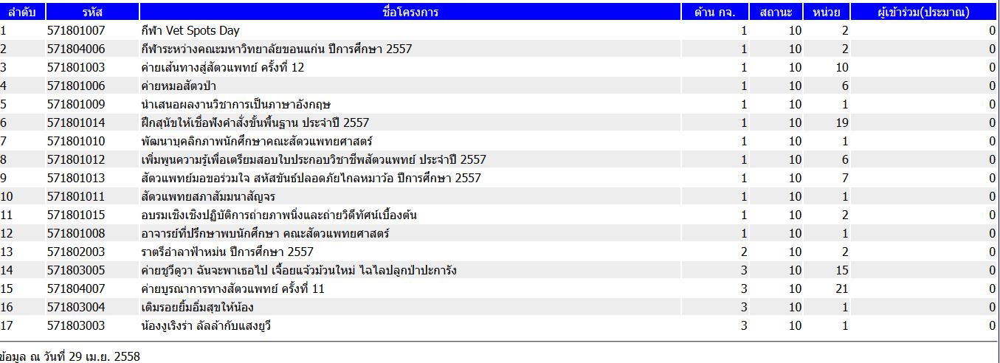 ลำดับ รหัส ชื่อโครงการ ด้าน กจ. สถานะ หน่วย ผู้เข้าร่วม(ประมาณ)
1 571801007 กีฬา Vet Spots Day 1 10 2 0
2 571804006 กีฬาระหว่างคณะมหาวิทยาลัยขอนแก่น ปีการศึกษา 2557 1 10 2 0
3 571801003 ค่ายเส้นทางสู่สัตวแพทย์ ครั้งที่ 12 1 10 10 0
4 571801006 ค่ายหมอสัตว์ป่า 1 10 6 0
5 571801009 นำเสนอผลงานวิชาการเป็นภาษาอังกฤษ 1 10 1 0
6 571801014 ฝึกสุนัขให้เชื่อฟังคำสั่งขั้นพื้นฐาน ประจำปี 2557 1 10 19 0
7 571801010 พัฒนาบุคลิกภาพนักศึกษาคณะสัตวแพทยศาสตร์ 1 10 1 0
8 571801012 เพิ่มพูนความรู้เพื่อเตรียมสอบใบประกอบวิชาชีพสัตวแพทย์ ประจำปี 2557 1 10 6 0
9 571801013 สัตวแพทย์มอขอร่วมใจ สหัสขันธ์ปลอดภัยไกลหมาว้อ ปีการศึกษา 2557 1 10 7 0
10 571801011 สัตวแพทยสภาสัมมนาสัญจร 1 10 1 0
11 571801015 อบรมเชิงเชิงปฏิบัติการถ่ายภาพนิ่งและถ่ายวิดีทัศน์เบื้องต้น 1 10 2 0
12 571801008 อาจารย์ที่ปรึกษาพบนักศึกษา คณะสัตวแพทยศาสตร์ 1 10 1 0
13 571802003 ราตรีอำลาฟ้าหม่น ปีการศึกษา 2557 2 10 2 0
14 571803005 ค่ายชูวีดูวา ฉันจะพาเธอไป เจื้อยแจ้วม้วนใหม่ ไฉไลปลูกป่าปะการัง 3 10 15 0
15 571804007 ค่ายบูรณาการทางสัตวแพทย์ ครั้งที่ 11 3 10 21 0
16 571803004 เติมรอยยิ้มอิ่มสุขให้น้อง 3 10 1 0
17 571803003 น้องงูเริงร่า ลัลล้ากับแสงยูวี 3 10 1 0
ข้อมูล ณ วันที่ 29 เม.ย. 2558